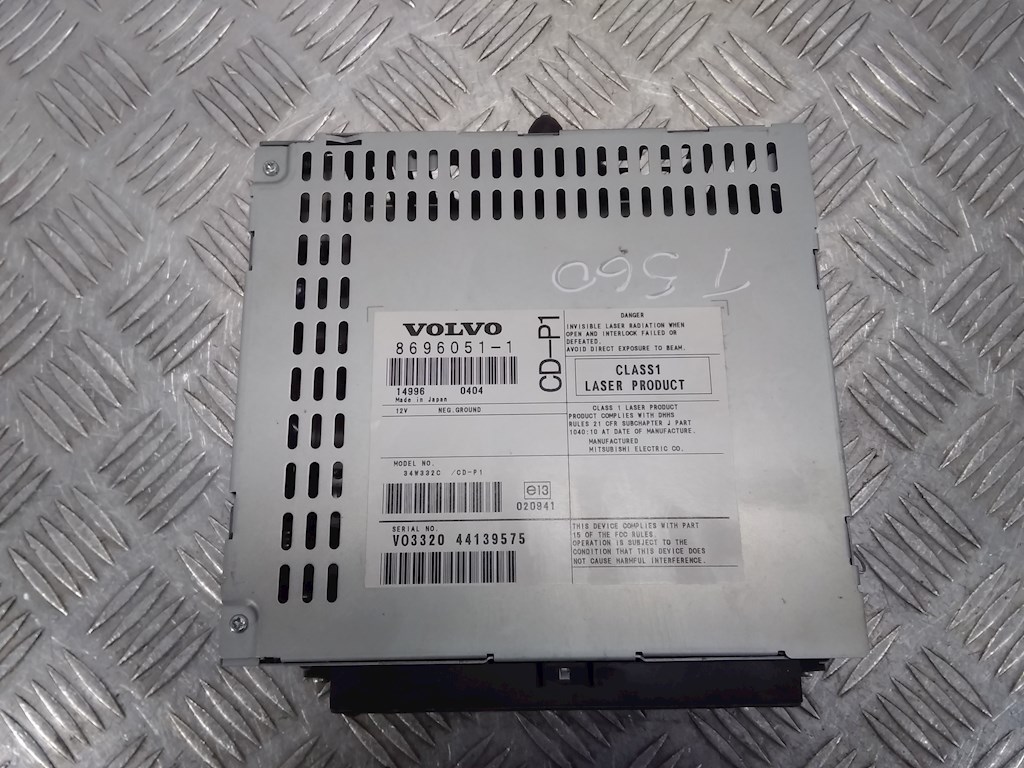 T 560
VOLVO
8696051-1
14996 0404
Made in Japan
CD-P1
DANGER
INVISIBLE LASER RADIATION WHEN
OPEN AND INTERLOCK FAILED OR
DEFEATED.
AVOID DIRECT EXPOSURE TO BEAM.
CLASS1
LASER PRODUCT
12V NEG.GROUND
CLASS 1 LASER PRODUCT
PRODUCT COMPLIES WITH DHHS
RULES 21 CFR SUBCHAPTER J PART
1040:10 AT DATE OF MANUFACTURE.
MANUFACTURED
MITSUBISHI ELECTRIC CO.
MODEL NO.
34W332C /CD-P1
e13
020941
SERIAL NO.
VO3320 44139575
THIS DEVICE COMPLIES WITH PART
15 OF THE FCC RULES.
OPERATION IS SUBJECT TO THE
CONDITION THAT THIS DEVICE DOES
NOT CAUSE HARMFUL INTERFERENCE.